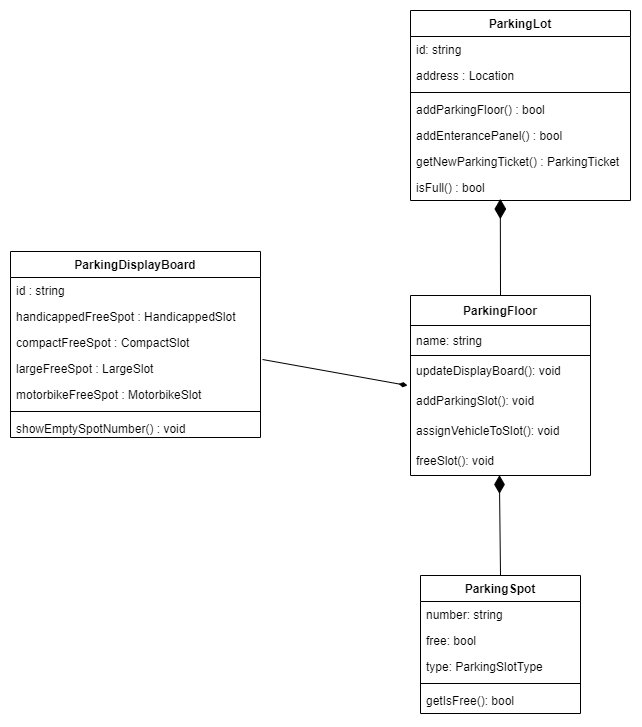 ParkingLot
id: string
address : Location
addParkingFloor() : bool
addEnterancePanel() : bool
getNewParkingTicket() : ParkingTicket
isFull() : bool
ParkingDisplayBoard
id : string
handicappedFreeSpot : HandicappedSlot
compactFreeSpot : CompactSlot
largeFreeSpot : LargeSlot
motorbikeFreeSpot : MotorbikeSlot
showEmptySpotNumber() : void
ParkingFloor
name: string
updateDisplayBoard(): void
addParkingSlot(): void
assignVehicleToSlot(): void
freeSlot(): void
ParkingSpot
number: string
free: bool
type: ParkingSlotType
getIsFree(): bool